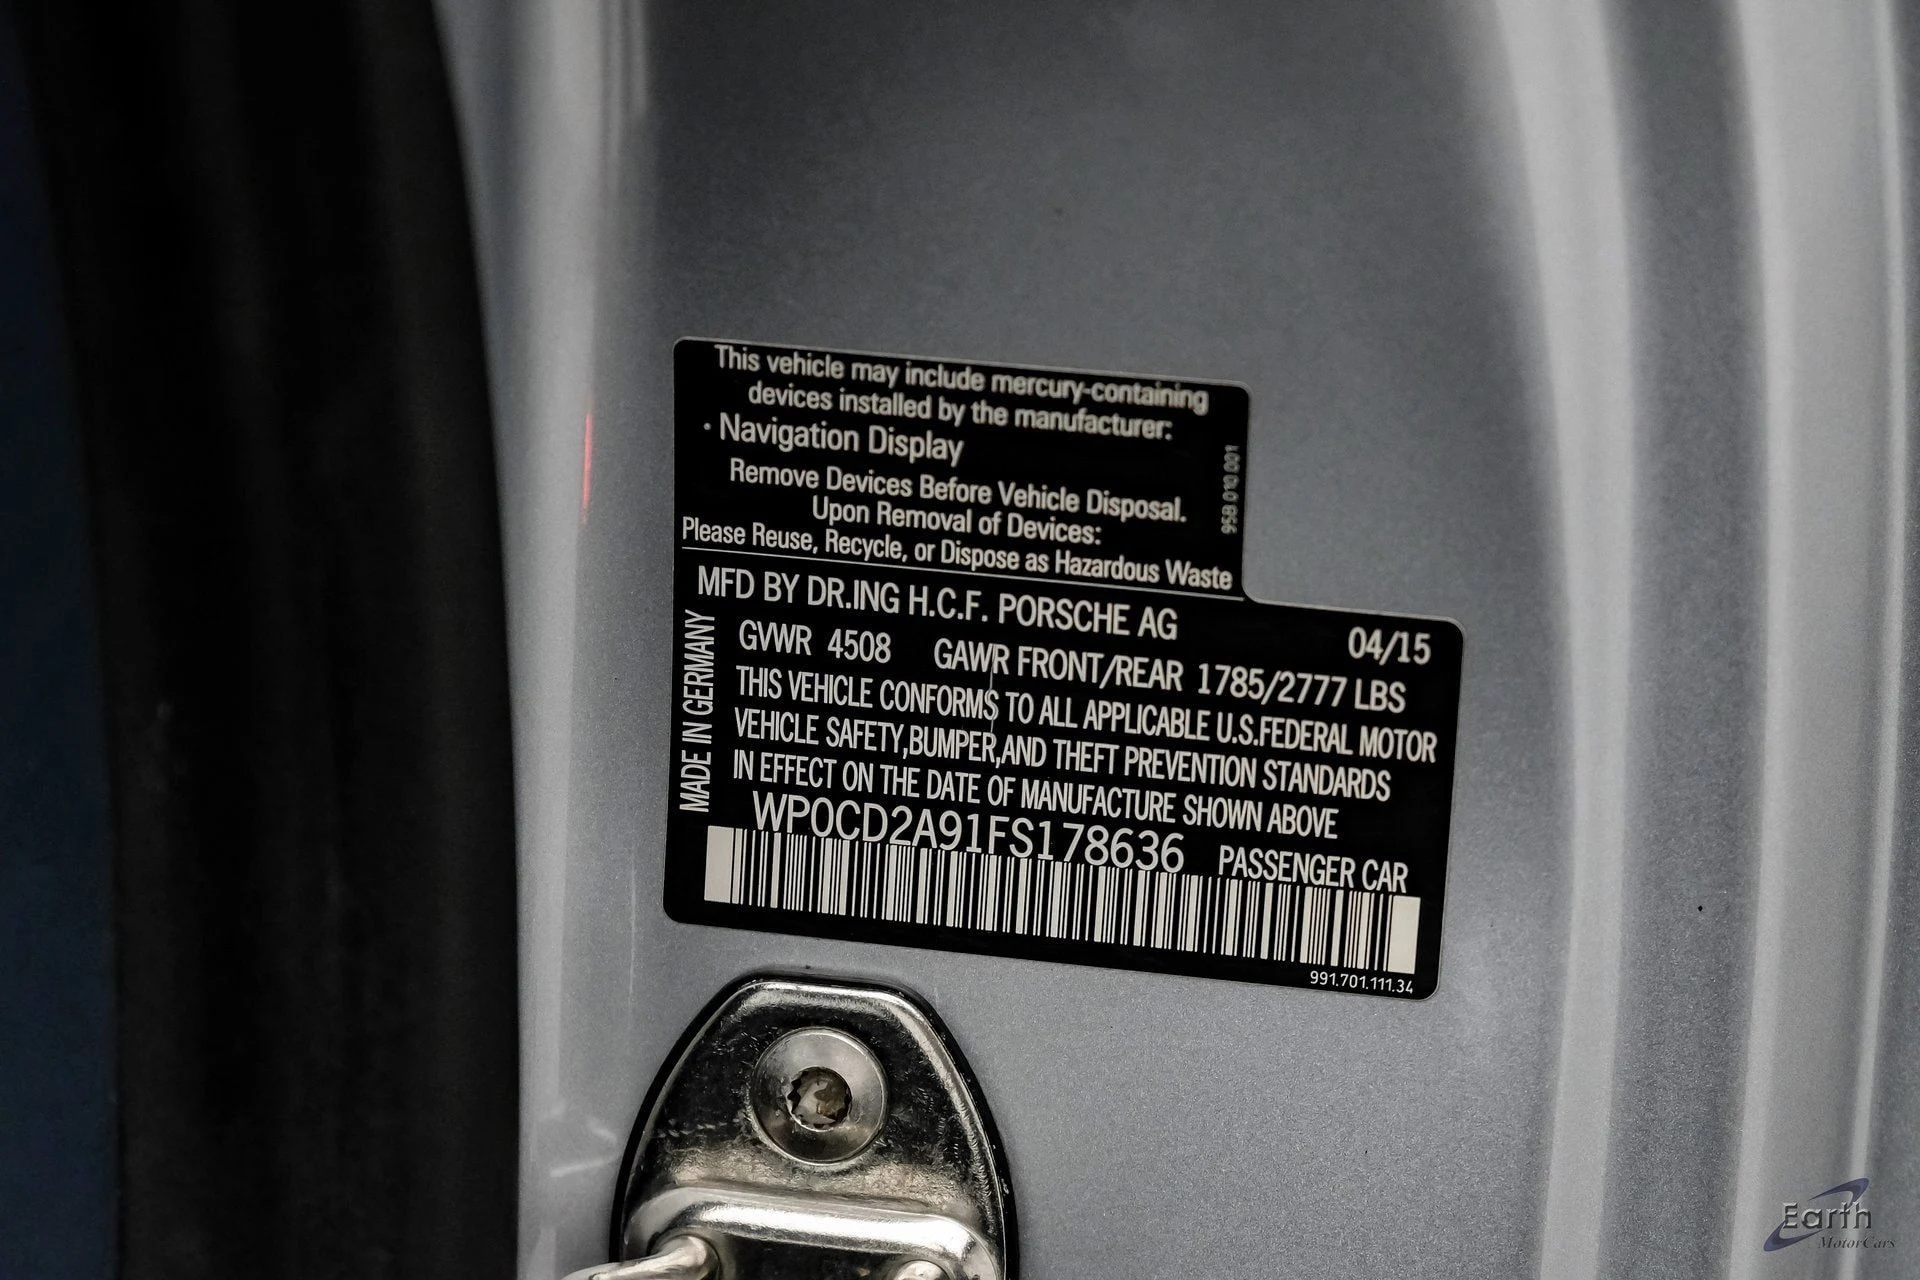 This vehicle may include mercury-containing
devices installed by the manufacturer:
· Navigation Display
Remove Devices Before Vehicle Disposal.
Upon Removal of Devices:
Please Reuse, Recycle, or Dispose as Hazardous Waste
95B 010 001
MFD BY DR.ING H.C.F. PORSCHE AG 04/15
GVWR 4508 GAWR FRONT/REAR 1785/2777 LBS
THIS VEHICLE CONFORMS TO ALL APPLICABLE U.S.FEDERAL MOTOR
VEHICLE SAFETY,BUMPER,AND THEFT PREVENTION STANDARDS
IN EFFECT ON THE DATE OF MANUFACTURE SHOWN ABOVE
WP0CD2A91FS178636 PASSENGER CAR
MADE IN GERMANY
991.701.111.34
Earth
MotorCars